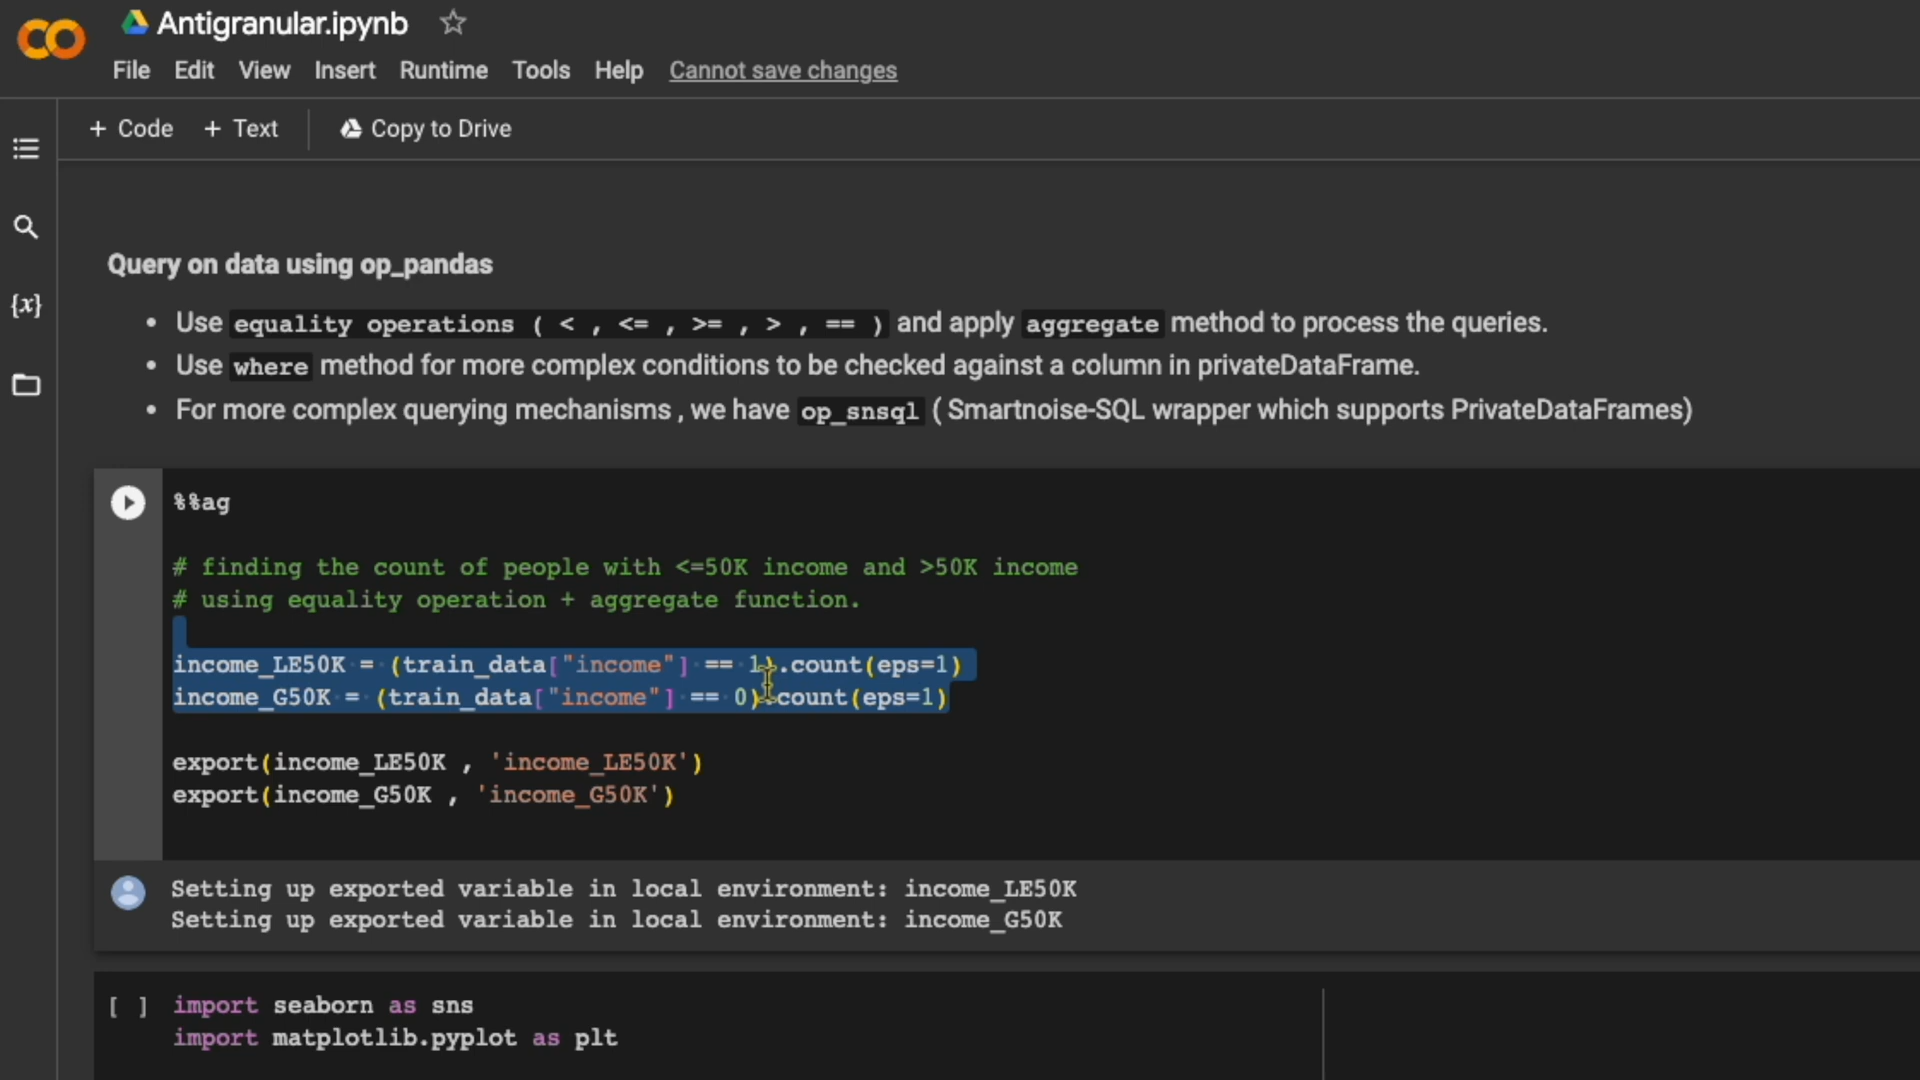 Antigranular.ipynb
File Edit View Insert Runtime Tools Help Cannot save changes
+ Code + Text Copy to Drive
{x}
Query on data using op_pandas
• Use equality operations ( < , <= , >= , > , == ) and apply aggregate method to process the queries.
• Use where method for more complex conditions to be checked against a column in privateDataFrame.
• For more complex querying mechanisms , we have op_snsql ( Smartnoise-SQL wrapper which supports PrivateDataFrames)
%%ag
# finding the count of people with <=50K income and >50K income
# using equality operation + aggregate function.
income_LE50K = (train_data["income"] == 1).count(eps=1)
income_G50K = (train_data["income"] == 0).count(eps=1)
export(income_LE50K , 'income_LE50K')
export(income_G50K , 'income_G50K')
Setting up exported variable in local environment: income_LE50K
Setting up exported variable in local environment: income_G50K
[ ] import seaborn as sns
import matplotlib.pyplot as plt